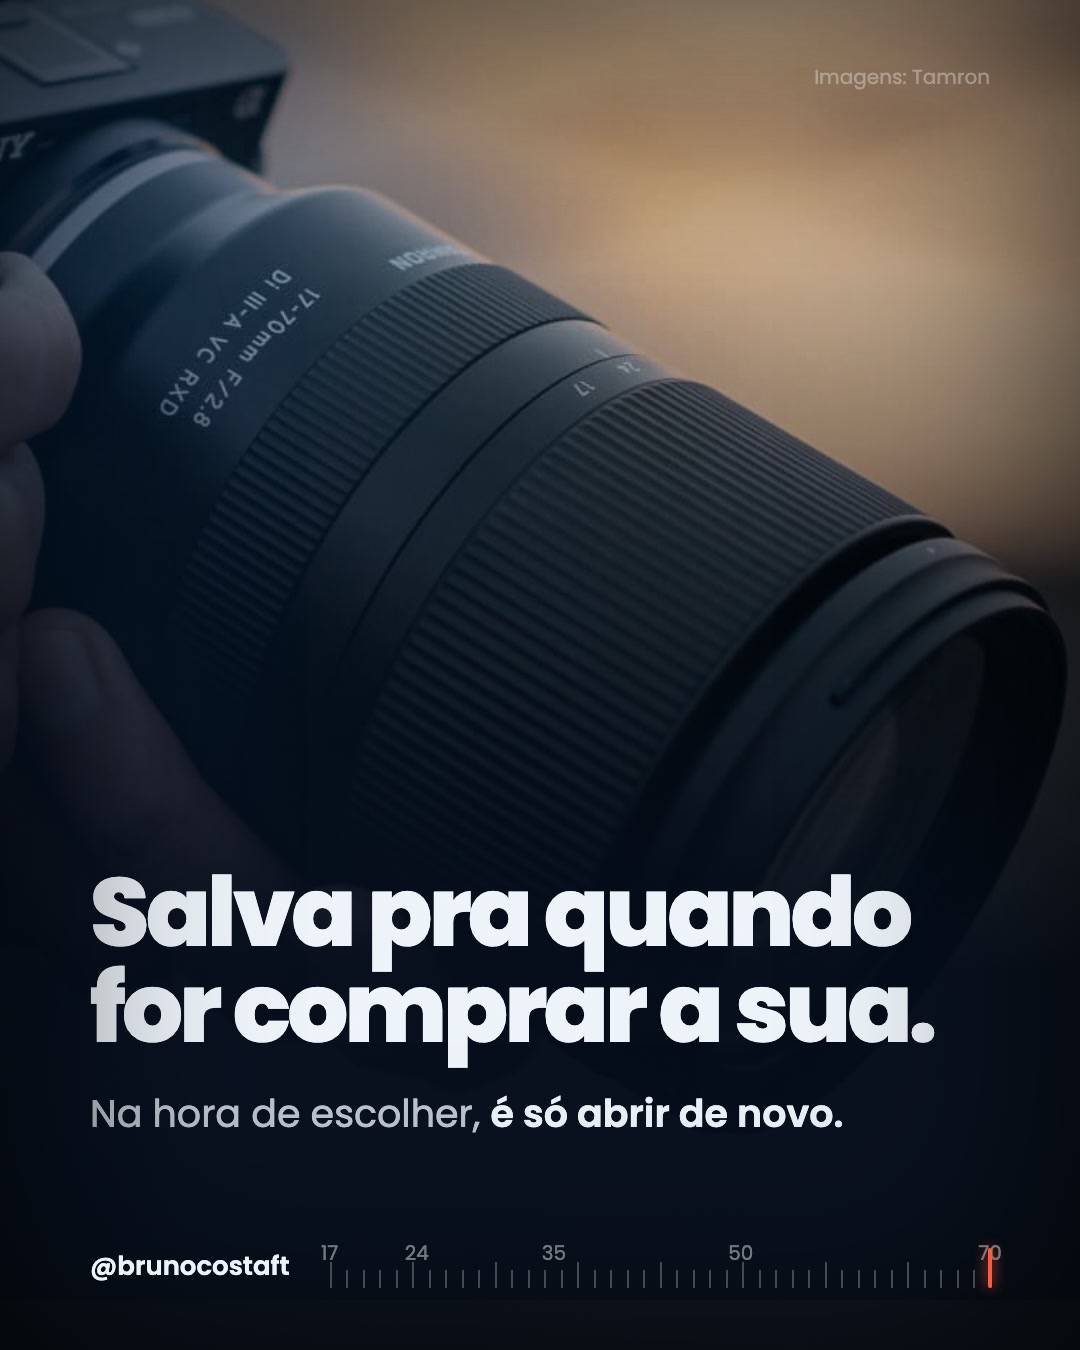 Imagens: Tamron
NY
17-70mm F/2.8
Di III-A VC RXD
17 24
Salva pra quando
for comprar a sua.
Na hora de escolher, é só abrir de novo.
@brunocostaft
17 24 35 50 70